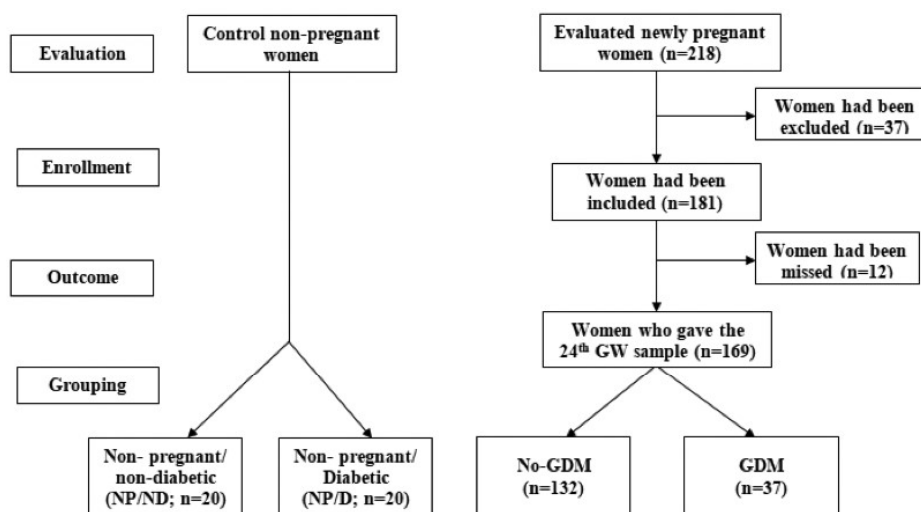 Evaluation
Control non-pregnant
women
Evaluated newly pregnant
women (n=218)
Women had been
excluded (n=37)
Enrollment
Women had been
included (n=181)
Outcome
Women had been
missed (n=12)
Women who gave the
24th GW sample (n=169)
Grouping
Non- pregnant/
non-diabetic
(NP/ND; n=20)
Non- pregnant/
Diabetic
(NP/D; n=20)
No-GDM
(n=132)
GDM
(n=37)